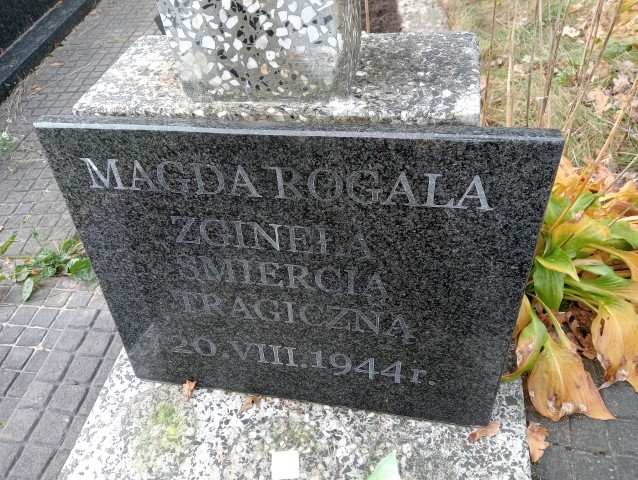 MAGDA ROGALA
ZGINEŁA
ŚMIERCIĄ
TRAGICZNĄ
20.VIII.1944 r.